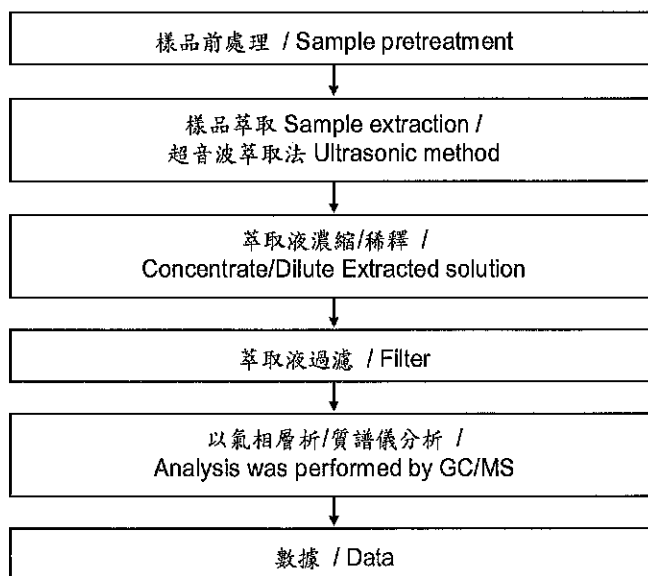 樣品前處理 / Sample pretreatment
樣品萃取 Sample extraction /
超音波萃取法 Ultrasonic method
萃取液濃縮/稀釋 /
Concentrate/Dilute Extracted solution
萃取液過濾 / Filter
以氣相層析/質譜儀分析 /
Analysis was performed by GC/MS
數據 / Data